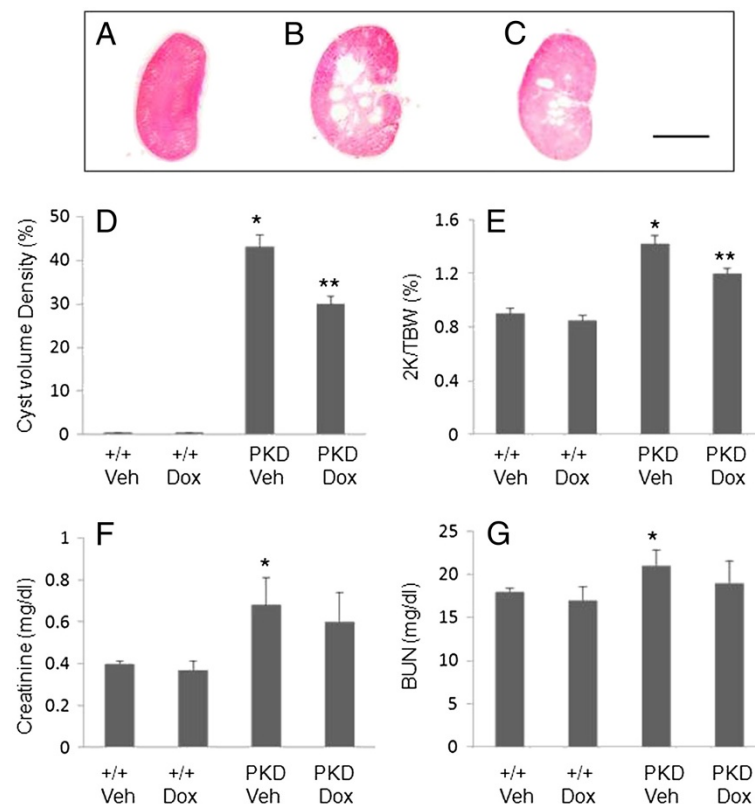 A B C
D
Cyst volume Density (%)
50
40
30
20
10
0
*
**
+/+ +/+ PKD PKD
Veh Dox Veh Dox
E
2K/TBW (%)
1.6
1.2
0.8
0.4
0
*
**
+/+ +/+ PKD PKD
Veh Dox Veh Dox
F
Creatinine (mg/dl)
1
0.8
0.6
0.4
0.2
0
*
+/+ +/+ PKD PKD
Veh Dox Veh Dox
G
BUN (mg/dl)
25
20
15
10
5
0
*
+/+ +/+ PKD PKD
Veh Dox Veh Dox